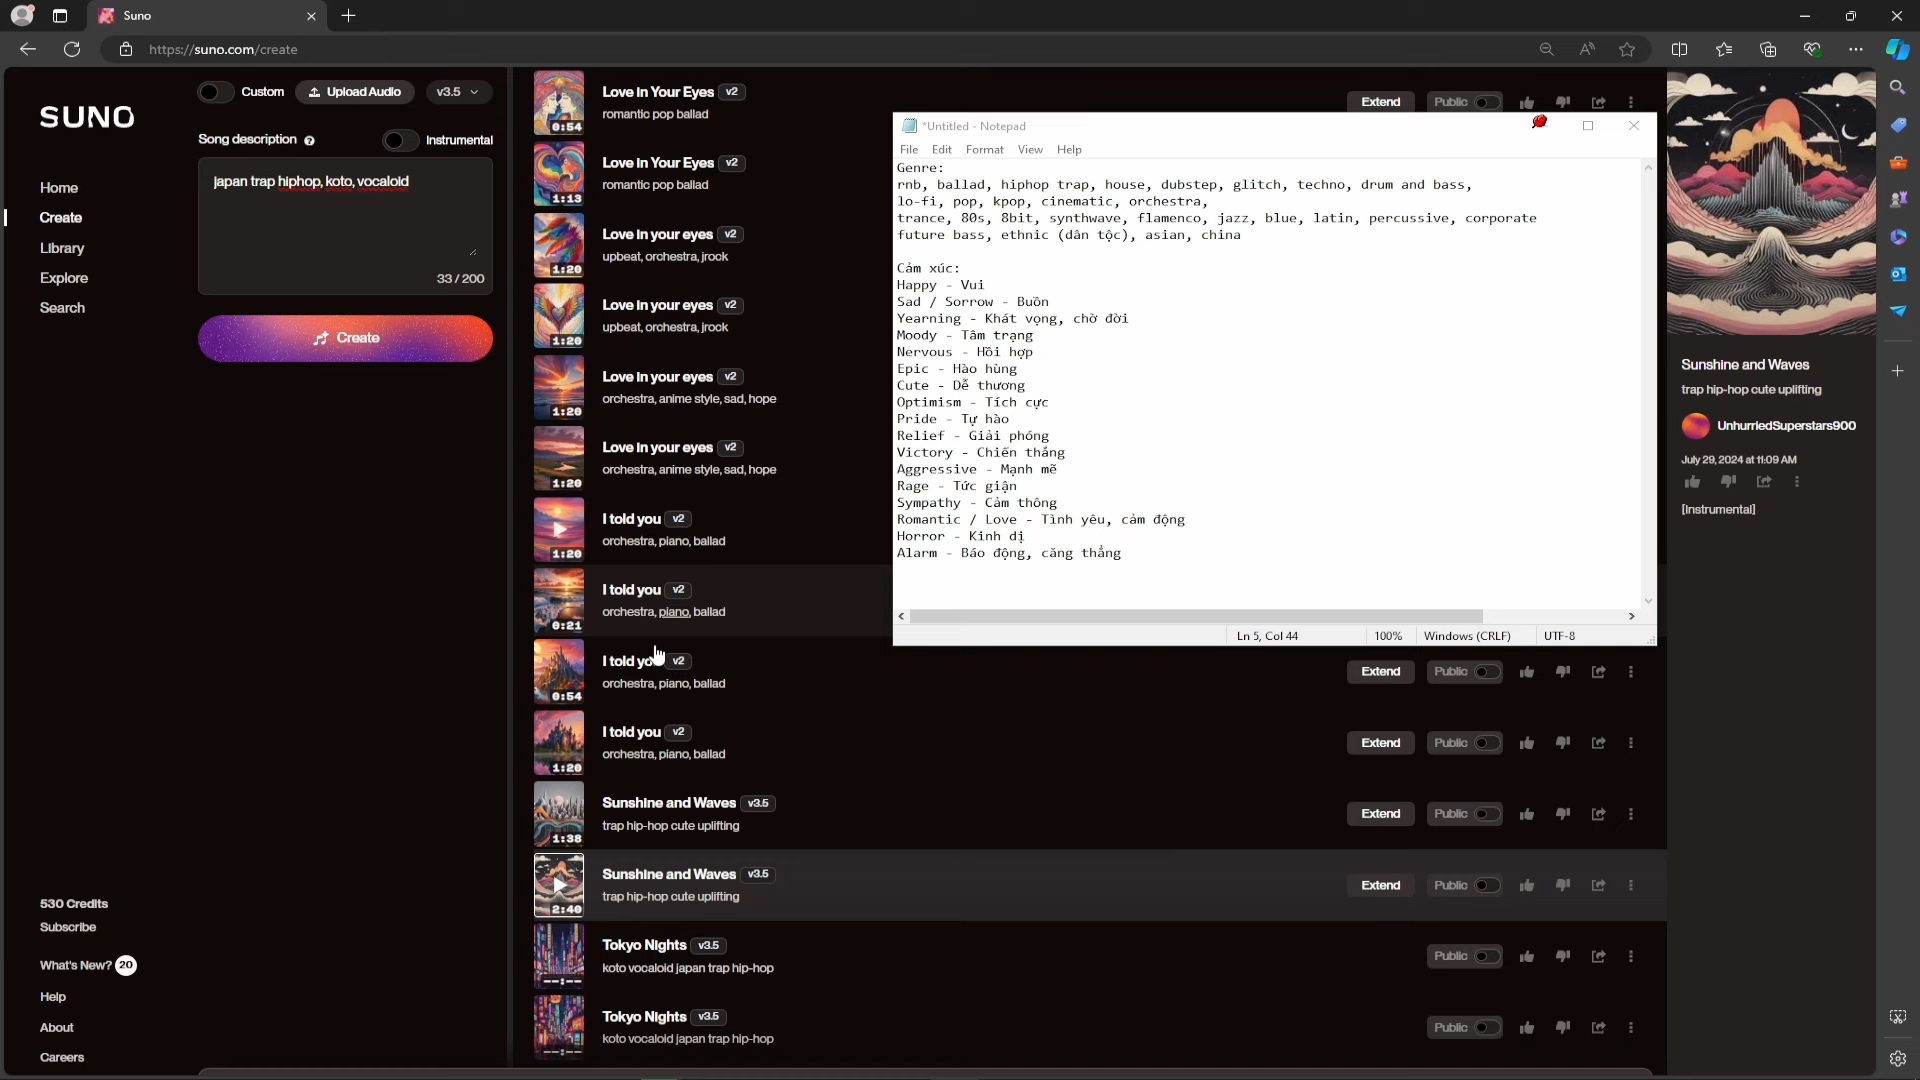 Suno
https://suno.com/create
SUNO
Home
Create
Library
Explore
Search
530 Credits
Subscribe
What's New? 20
Help
About
Careers
Custom
Upload Audio
v3.5
Song description
Instrumental
japan trap hiphop, koto, vocaloid
33 / 200
Create
0:54
Love in Your Eyes v2
romantic pop ballad
Extend
Public
1:13
Love in Your Eyes v2
romantic pop ballad
1:20
Love in your eyes v2
upbeat, orchestra, jrock
1:20
Love in your eyes v2
upbeat, orchestra, jrock
1:20
Love in your eyes v2
orchestra, anime style, sad, hope
1:20
Love in your eyes v2
orchestra, anime style, sad, hope
1:20
I told you v2
orchestra, piano, ballad
0:21
I told you v2
orchestra, piano, ballad
0:54
I told yo v2
orchestra, piano, ballad
Extend
Public
1:20
I told you v2
orchestra, piano, ballad
Extend
Public
1:38
Sunshine and Waves v3.5
trap hip-hop cute uplifting
Extend
Public
2:40
Sunshine and Waves v3.5
trap hip-hop cute uplifting
Extend
Public
--:--
Tokyo Nights v3.5
koto vocaloid japan trap hip-hop
Public
--:--
Tokyo Nights v3.5
koto vocaloid japan trap hip-hop
Public
*Untitled - Notepad
File Edit Format View Help
Genre:
rnb, ballad, hiphop trap, house, dubstep, glitch, techno, drum and bass,
lo-fi, pop, kpop, cinematic, orchestra,
trance, 80s, 8bit, synthwave, flamenco, jazz, blue, latin, percussive, corporate
future bass, ethnic (dân tộc), asian, china
Cảm xúc:
Happy - Vui
Sad / Sorrow - Buồn
Yearning - Khát vọng, chờ đời
Moody - Tâm trạng
Nervous - Hồi hợp
Epic - Hào hùng
Cute - Dễ thương
Optimism - Tích cực
Pride - Tự hào
Relief - Giải phóng
Victory - Chiến thắng
Aggressive - Mạnh mẽ
Rage - Tức giận
Sympathy - Cảm thông
Romantic / Love - Tình yêu, cảm động
Horror - Kinh dị
Alarm - Báo động, căng thẳng
Ln 5, Col 44
100%
Windows (CRLF)
UTF-8
Sunshine and Waves
trap hip-hop cute uplifting
UnhurriedSuperstars900
July 29, 2024 at 11:09 AM
[Instrumental]